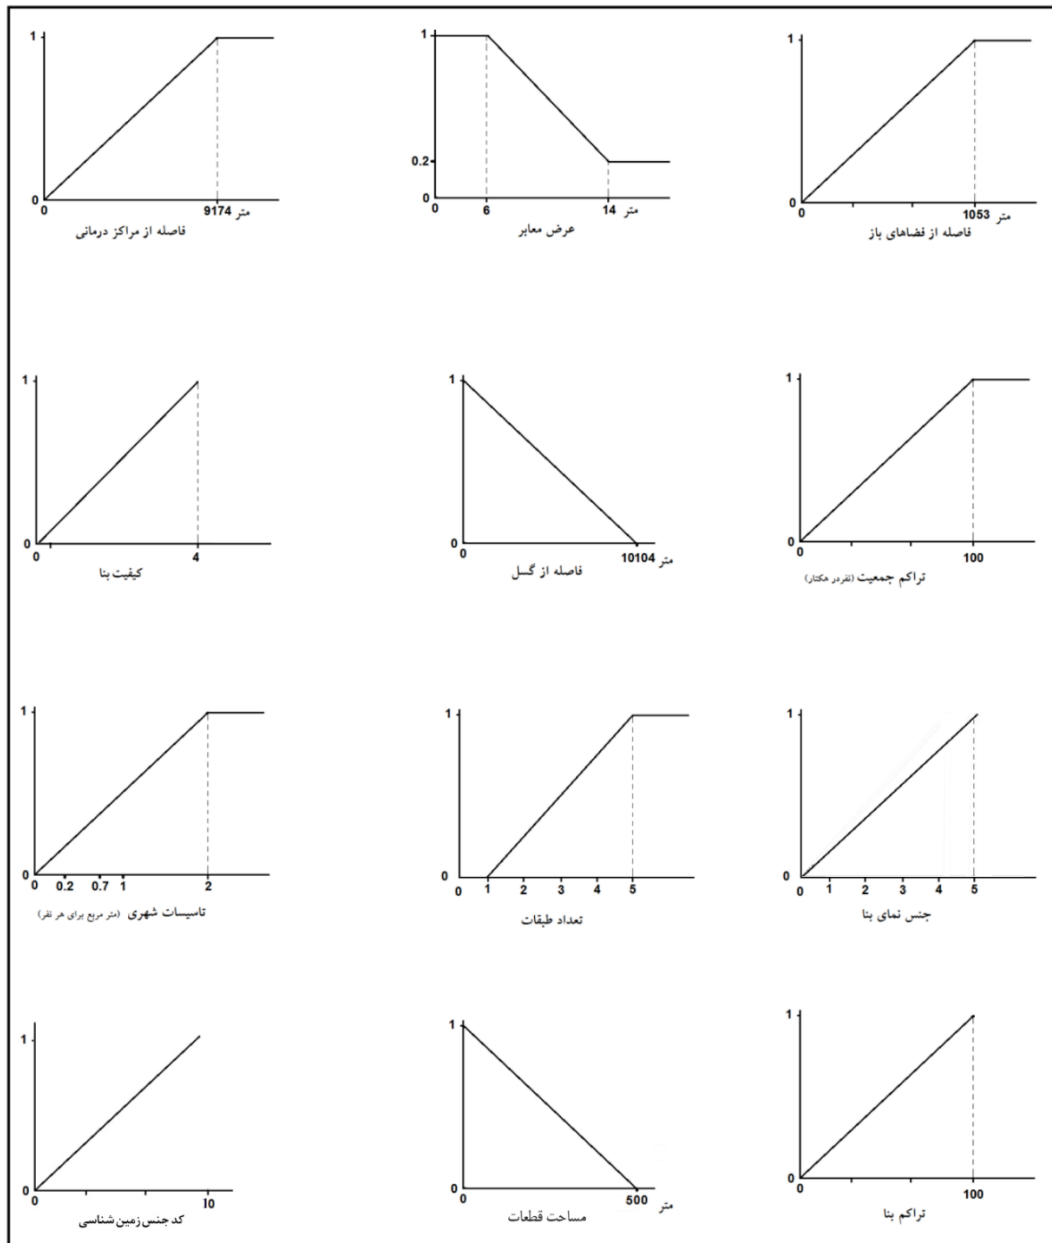 1
0
0
9174
متر
فاصله از مراکز درمانی
1
0.2
0
0
6
14
متر
عرض معابر
1
0
0
1053
متر
فاصله از فضاهای باز
1
0
0
4
کیفیت بنا
1
0
0
10104
متر
فاصله از گسل
1
0
0
100
تراکم جمعیت (نفردر هکتار)
1
0
0 0.2 0.7 1 2
تاسیسات شهری (متر مربع برای هر نفر)
1
0
0 1 2 3 4 5
تعداد طبقات
1
0
0 1 2 3 4 5
جنس نمای بنا
1
0
0
10
کد جنس زمین شناسی
1
0
0
500
متر
مساحت قطعات
1
0
0
100
تراکم بنا